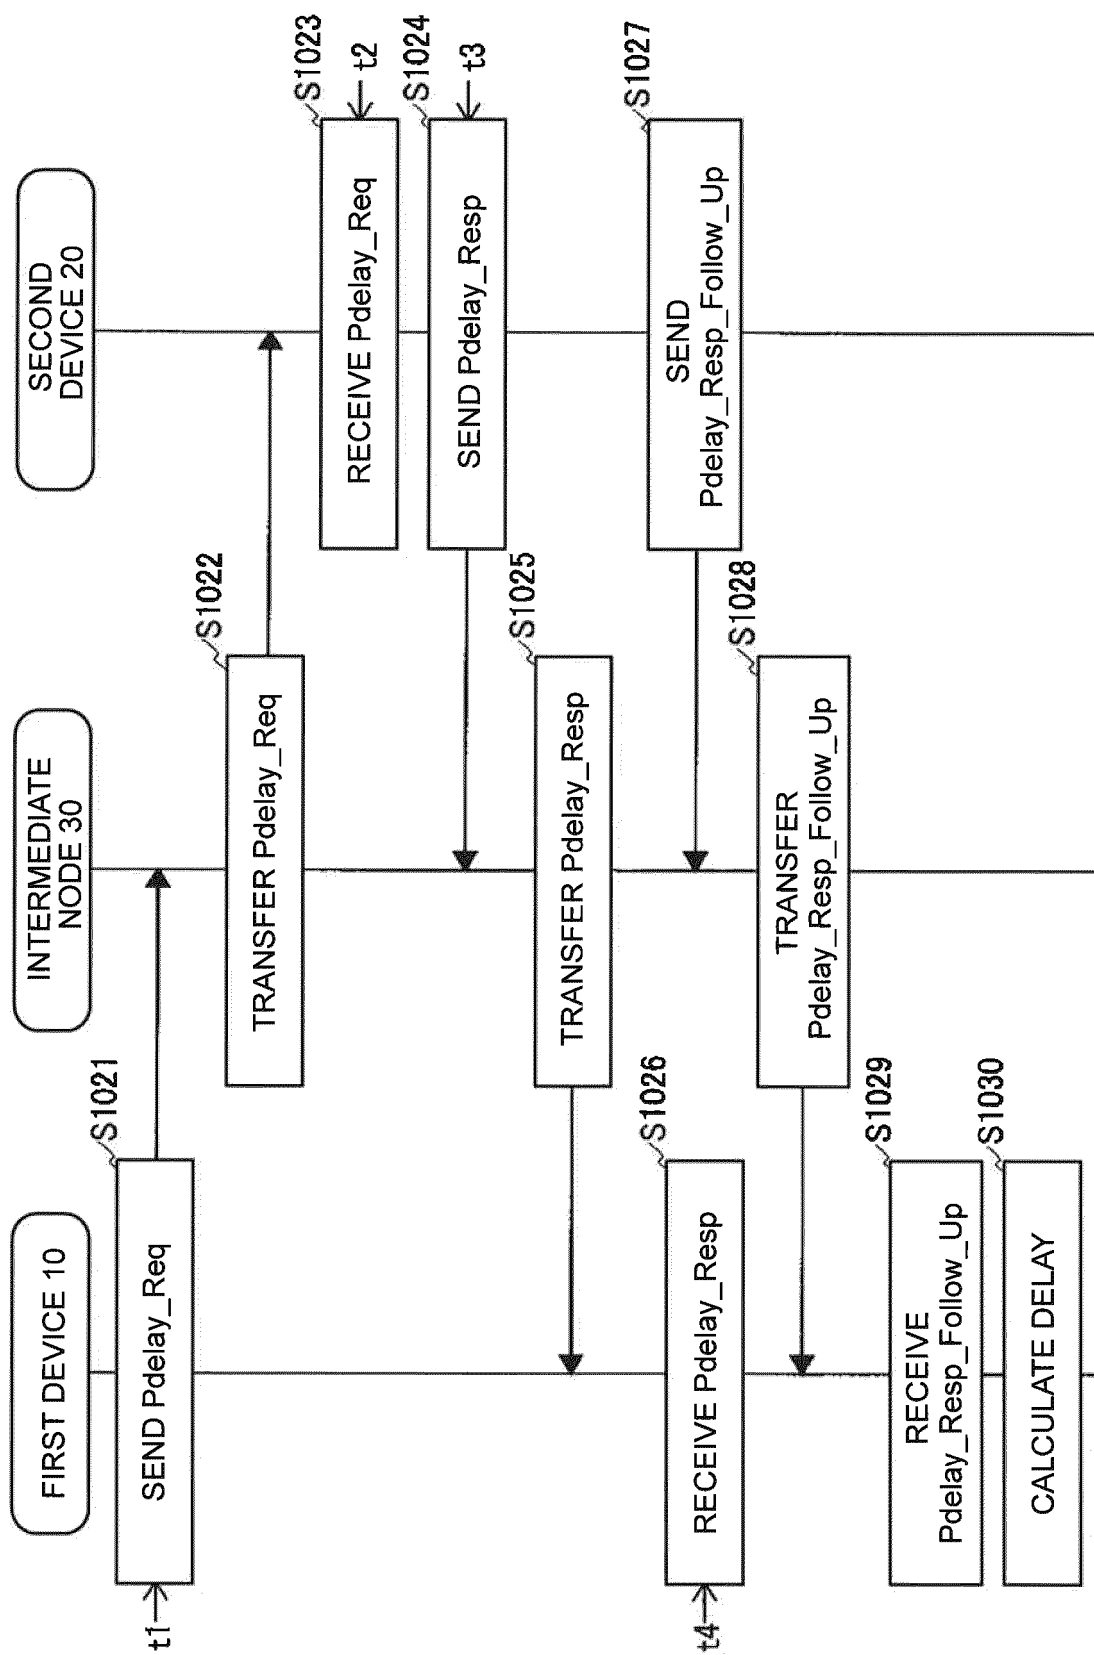 FIRST DEVICE 10
INTERMEDIATE
NODE 30
SECOND
DEVICE 20
t1
S1021
SEND Pdelay_Req
S1022
TRANSFER Pdelay_Req
S1023
RECEIVE Pdelay_Req
t2
S1024
SEND Pdelay_Resp
t3
S1025
TRANSFER Pdelay_Resp
S1026
t4
RECEIVE Pdelay_Resp
S1027
SEND
Pdelay_Resp_Follow_Up
S1028
TRANSFER
Pdelay_Resp_Follow_Up
S1029
RECEIVE
Pdelay_Resp_Follow_Up
S1030
CALCULATE DELAY